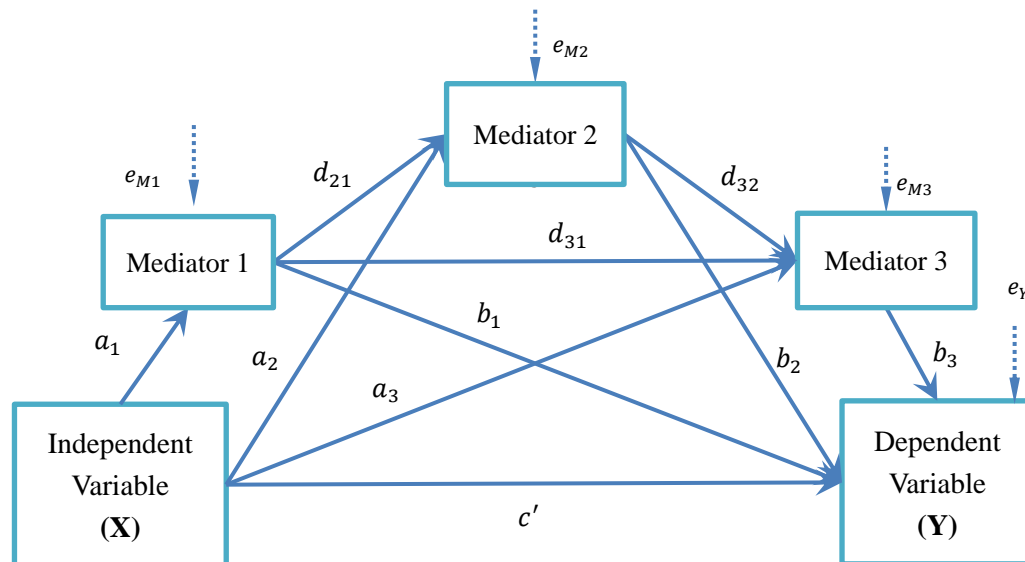 e_{M2}
Mediator 2
e_{M1}
d_{21}
d_{32}
e_{M3}
Mediator 1
d_{31}
Mediator 3
e_Y
a_1
a_2
b_1
a_3
b_2
b_3
Independent
Variable
(X)
c′
Dependent
Variable
(Y)